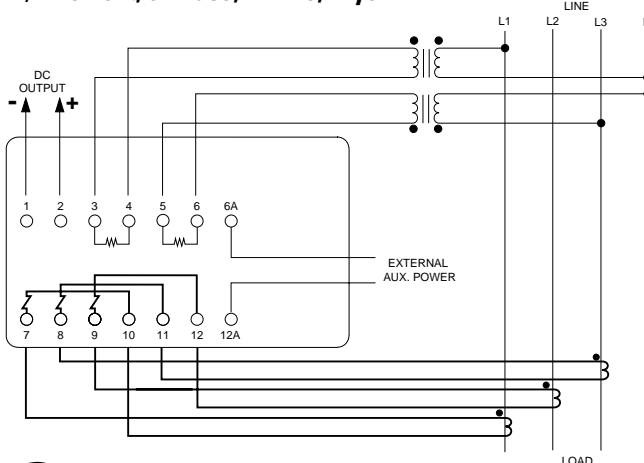 LINE
L1 L2 L3
DC
OUTPUT
- +
1 2 3 4 5 6 6A
EXTERNAL
AUX. POWER
7 8 9 10 11 12 12A
LOAD